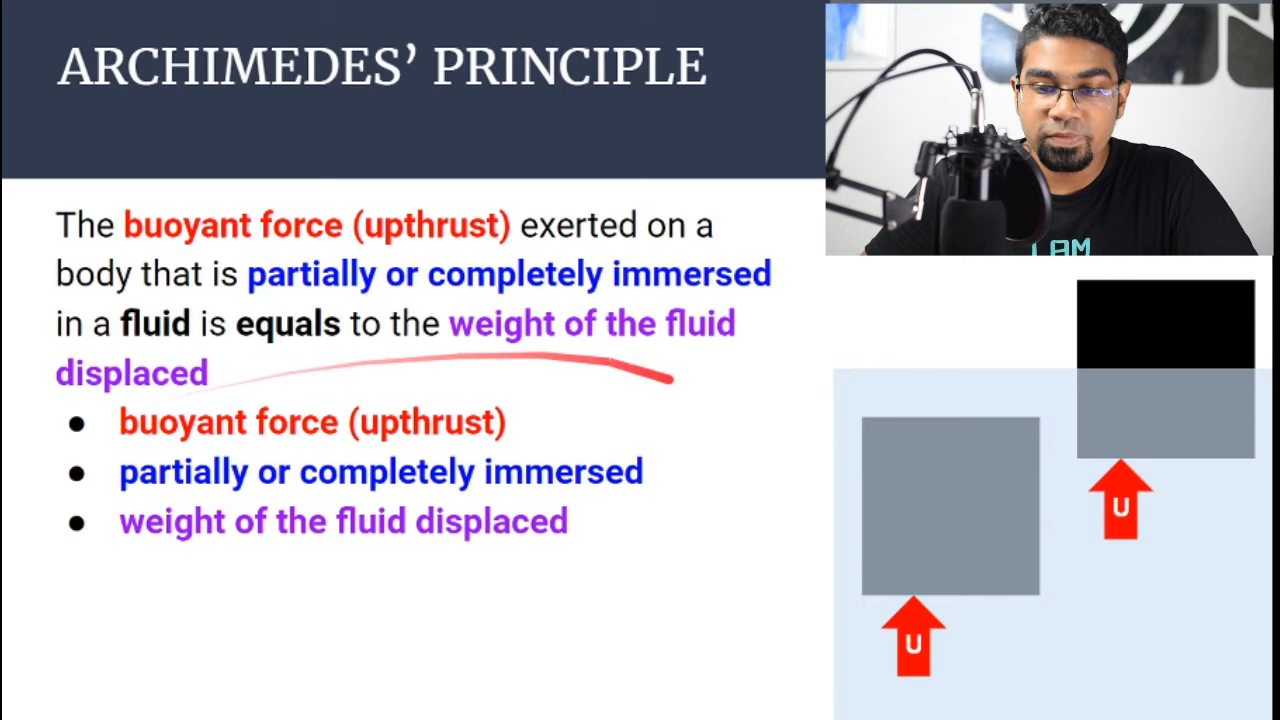 ARCHIMEDES’ PRINCIPLE
The buoyant force (upthrust) exerted on a
body that is partially or completely immersed
in a fluid is equals to the weight of the fluid
displaced
● buoyant force (upthrust)
● partially or completely immersed
● weight of the fluid displaced
I AM
U
U